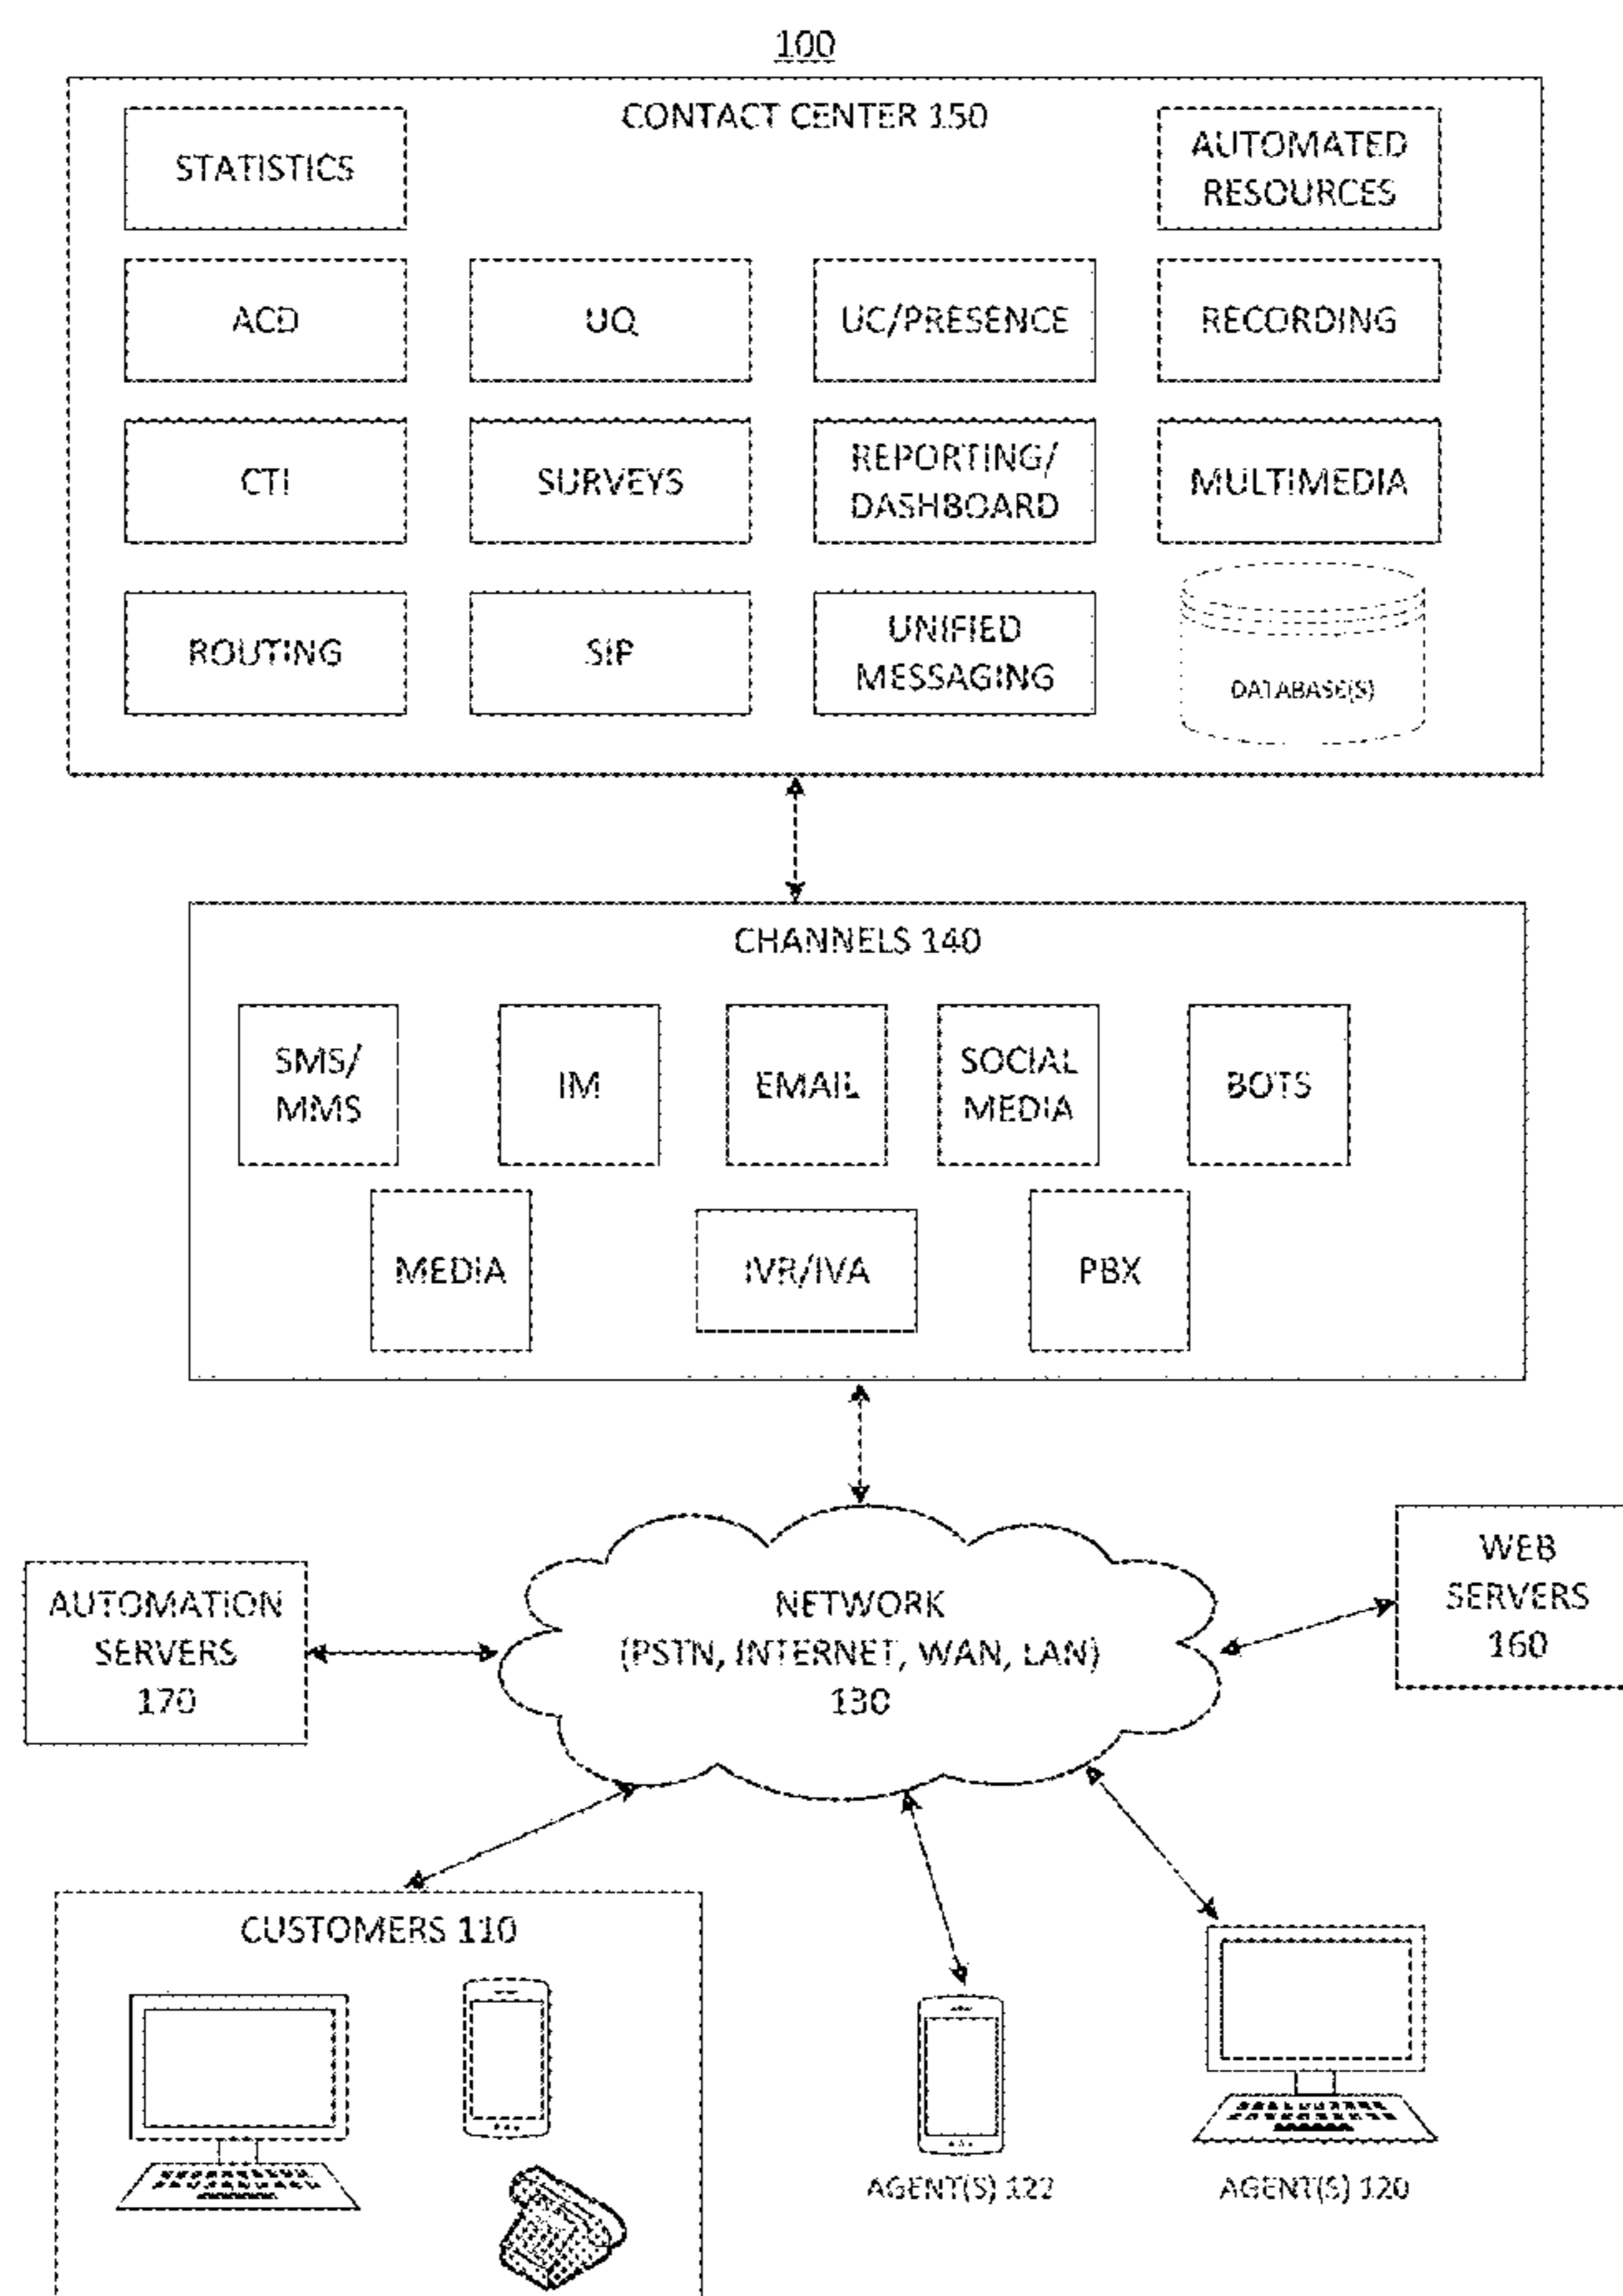 100
CONTACT CENTER 150
STATISTICS
AUTOMATED
RESOURCES
ACD
UQ
UC/PRESENCE
RECORDING
CTI
SURVEYS
REPORTING/
DASHBOARD
MULTIMEDIA
ROUTING
SIP
UNIFIED
MESSAGING
DATABASE(S)
CHANNELS 140
SMS/
MMS
IM
EMAIL
SOCIAL
MEDIA
BOTS
MEDIA
IVR/IVA
PBX
AUTOMATION
SERVERS
170
NETWORK
(PSTN, INTERNET, WAN, LAN)
130
WEB
SERVERS
160
CUSTOMERS 110
AGENT(S) 122
AGENT(S) 120